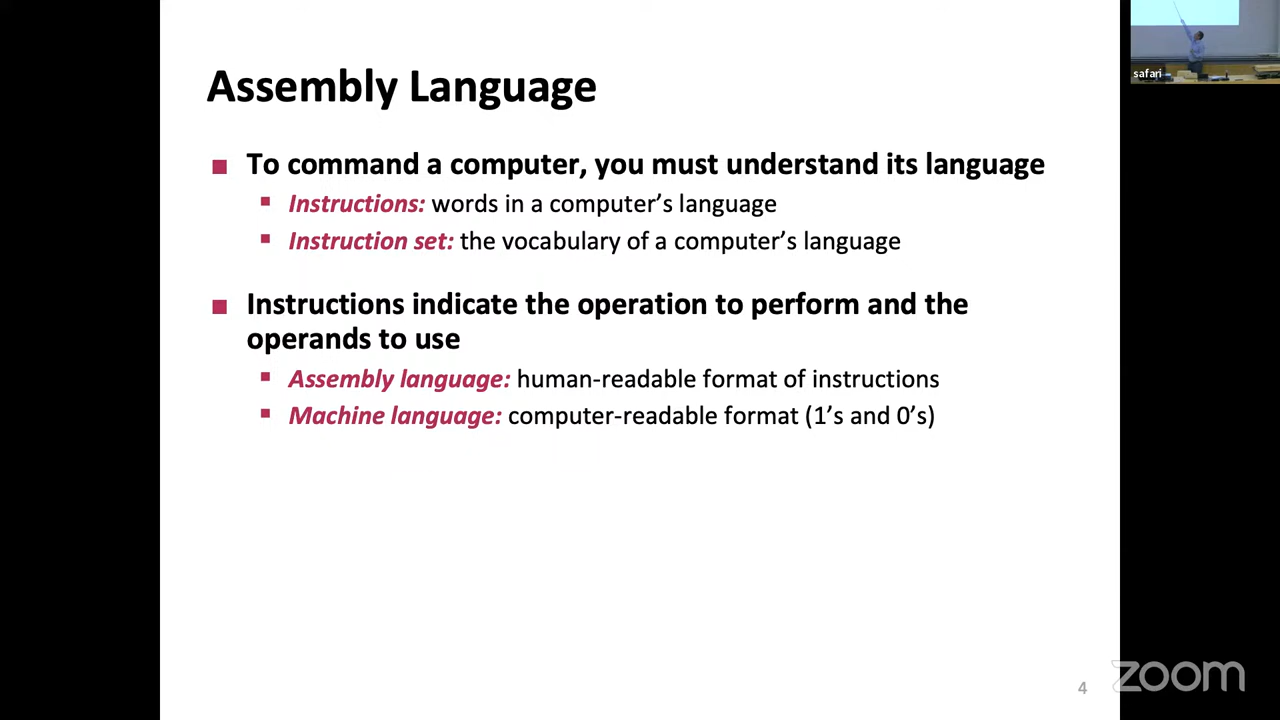 Assembly Language
■ To command a computer, you must understand its language
▪ Instructions: words in a computer’s language
▪ Instruction set: the vocabulary of a computer’s language
■ Instructions indicate the operation to perform and the
operands to use
▪ Assembly language: human-readable format of instructions
▪ Machine language: computer-readable format (1’s and 0’s)
4
safari
zoom